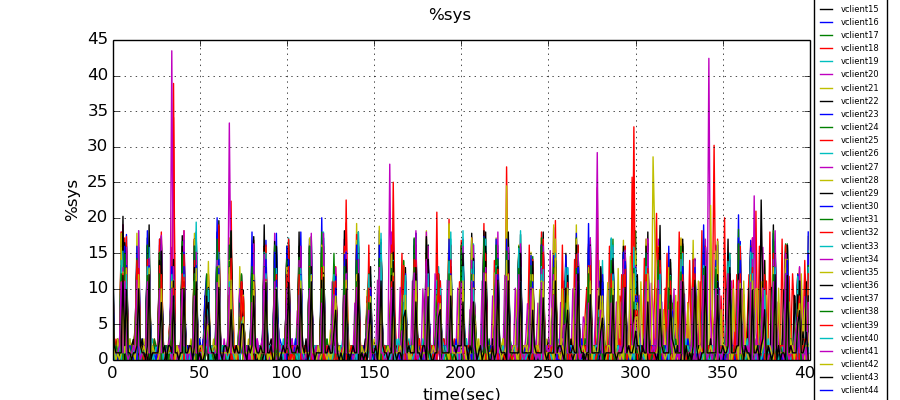 %sys
45
40
35
30
25
20
15
10
5
0
%sys
0 50 100 150 200 250 300 350 40
time(sec)
vclient15
vclient16
vclient17
vclient18
vclient19
vclient20
vclient21
vclient22
vclient23
vclient24
vclient25
vclient26
vclient27
vclient28
vclient29
vclient30
vclient31
vclient32
vclient33
vclient34
vclient35
vclient36
vclient37
vclient38
vclient39
vclient40
vclient41
vclient42
vclient43
vclient44